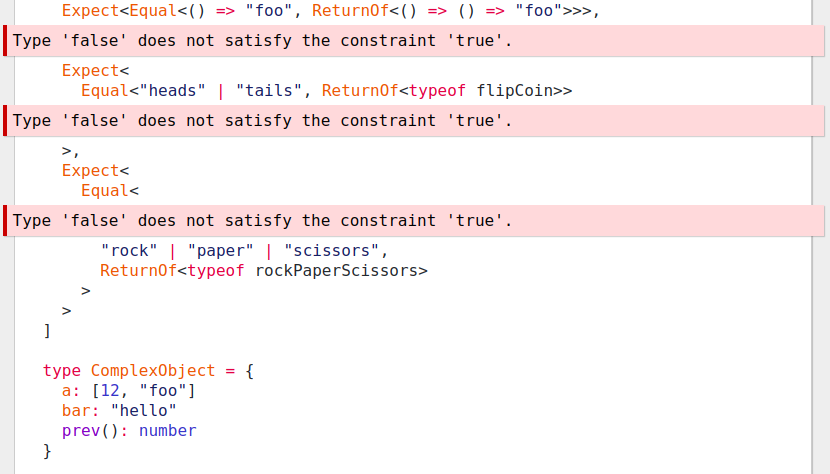 Expect<Equal<() => "foo", ReturnOf<() => () => "foo">>>,
Type 'false' does not satisfy the constraint 'true'.
Expect<
Equal<"heads" | "tails", ReturnOf<typeof flipCoin>>
Type 'false' does not satisfy the constraint 'true'.
>,
Expect<
Equal<
Type 'false' does not satisfy the constraint 'true'.
"rock" | "paper" | "scissors",
ReturnOf<typeof rockPaperScissors>
>
>
]
type ComplexObject = {
a: [12, "foo"]
bar: "hello"
prev(): number
}